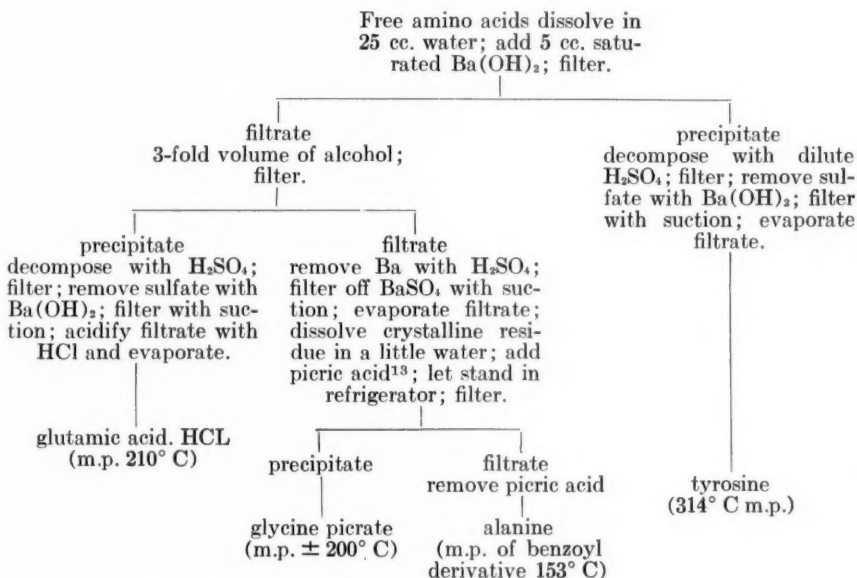 Free amino acids dissolve in
25 cc. water; add 5 cc. satu-
rated Ba(OH)₂; filter.
filtrate
3-fold volume of alcohol;
filter.
precipitate
decompose with dilute
H₂SO₄; filter; remove sul-
fate with Ba(OH)₂; filter
with suction; evaporate
filtrate.
precipitate
decompose with H₂SO₄;
filter; remove sulfate with
Ba(OH)₂; filter with suc-
tion; acidify filtrate with
HCl and evaporate.
filtrate
remove Ba with H₂SO₄;
filter off BaSO₄ with suc-
tion; evaporate filtrate;
dissolve crystalline resi-
due in a little water; add
picric acid¹³; let stand in
refrigerator; filter.
glutamic acid. HCL
(m.p. 210° C)
precipitate
filtrate
remove picric acid
glycine picrate
(m.p. ± 200° C)
alanine
(m.p. of benzoyl
derivative 153° C)
tyrosine
(314° C m.p.)